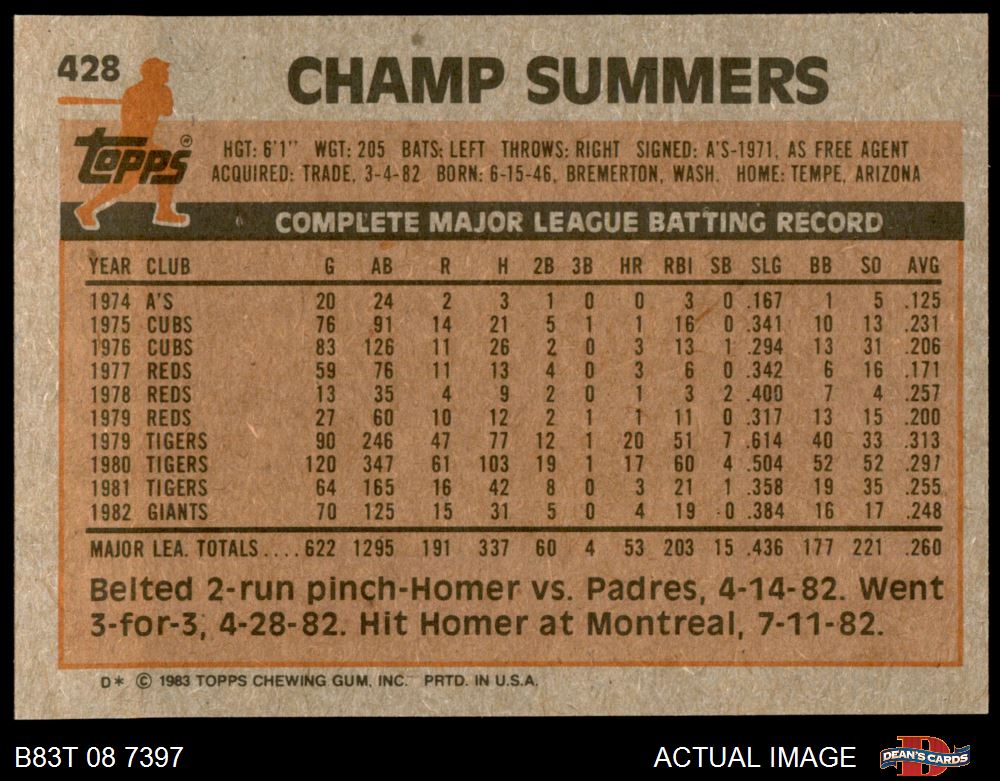 428
CHAMP SUMMERS
Topps®
HGT: 6'1" WGT: 205 BATS: LEFT THROWS: RIGHT SIGNED: A'S-1971, AS FREE AGENT
ACQUIRED: TRADE, 3-4-82 BORN: 6-15-46, BREMERTON, WASH. HOME: TEMPE, ARIZONA
COMPLETE MAJOR LEAGUE BATTING RECORD
YEAR CLUB G AB R H 2B 3B HR RBI SB SLG BB SO AVG
1974 A'S 20 24 2 3 1 0 0 3 0 .167 1 5 .125
1975 CUBS 76 91 14 21 5 1 1 16 0 .341 10 13 .231
1976 CUBS 83 126 11 26 2 0 3 13 1 .294 13 31 .206
1977 REDS 59 76 11 13 4 0 3 6 0 .342 6 16 .171
1978 REDS 13 35 4 9 2 0 1 3 2 .400 7 4 .257
1979 REDS 27 60 10 12 2 1 1 11 0 .317 13 15 .200
1979 TIGERS 90 246 47 77 12 1 20 51 7 .614 40 33 .313
1980 TIGERS 120 347 61 103 19 1 17 60 4 .504 52 52 .297
1981 TIGERS 64 165 16 42 8 0 3 21 1 .358 19 35 .255
1982 GIANTS 70 125 15 31 5 0 4 19 0 .384 16 17 .248
MAJOR LEA. TOTALS .... 622 1295 191 337 60 4 53 203 15 .436 177 221 .260
Belted 2-run pinch-Homer vs. Padres, 4-14-82. Went
3-for-3, 4-28-82. Hit Homer at Montreal, 7-11-82.
D* © 1983 TOPPS CHEWING GUM, INC. PRTD. IN U.S.A.
B83T 08 7397
ACTUAL IMAGE
D
DEAN'S CARDS